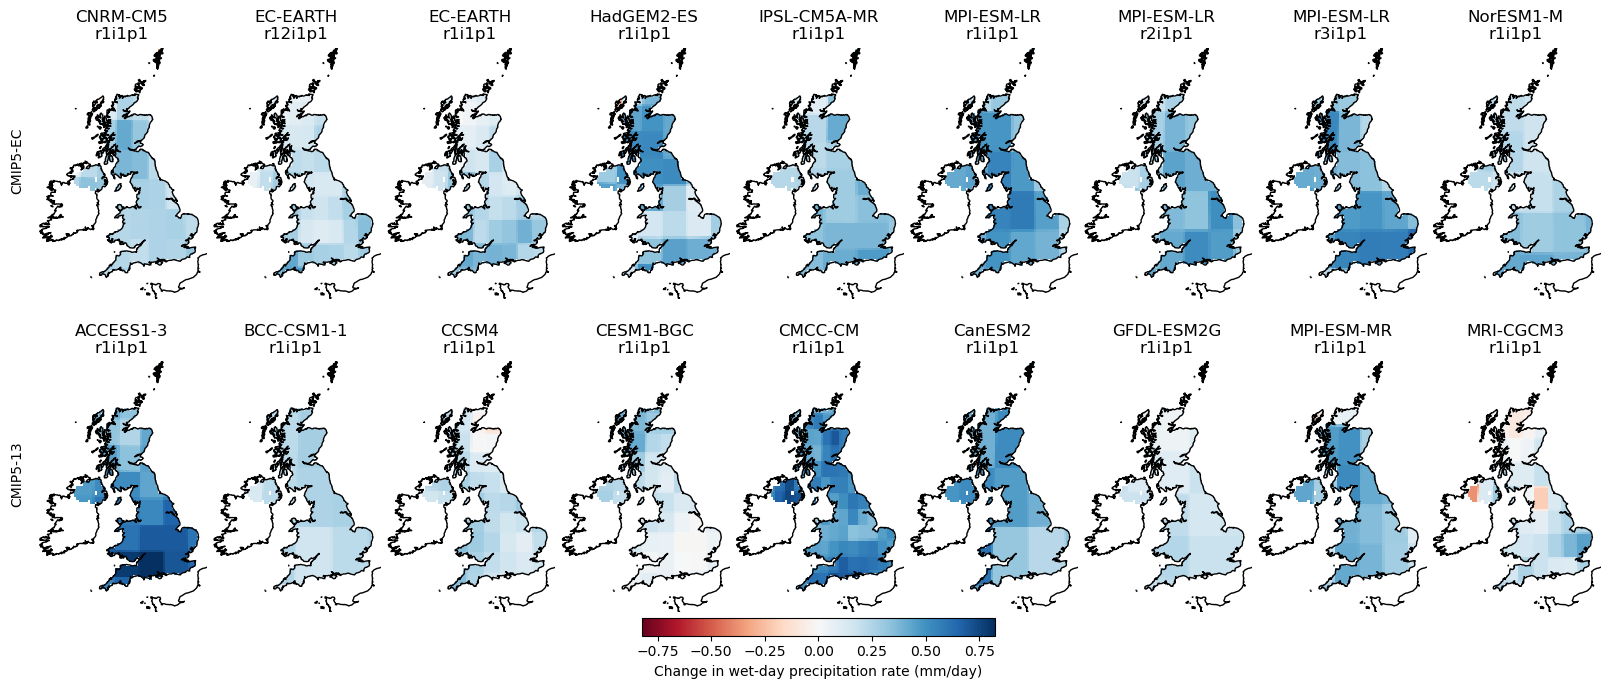 CNRM-CM5 EC-EARTH EC-EARTH HadGEM2-ES IPSL-CM5A-MR MPI-ESM-LR MPI-ESM-LR MPI-ESM-LR NorESM1-M
r1i1p1 r12i1p1 r1i1p1 r1i1p1 r1i1p1 r1i1p1 r2i1p1 r3i1p1 r1i1p1
CMIP5-EC
ACCESS1-3 BCC-CSM1-1 CCSM4 CESM1-BGC CMCC-CM CanESM2 GFDL-ESM2G MPI-ESM-MR MRI-CGCM3
r1i1p1 r1i1p1 r1i1p1 r1i1p1 r1i1p1 r1i1p1 r1i1p1 r1i1p1 r1i1p1
CMIP5-13
−0.75 −0.50 −0.25 0.00 0.25 0.50 0.75
Change in wet-day precipitation rate (mm/day)